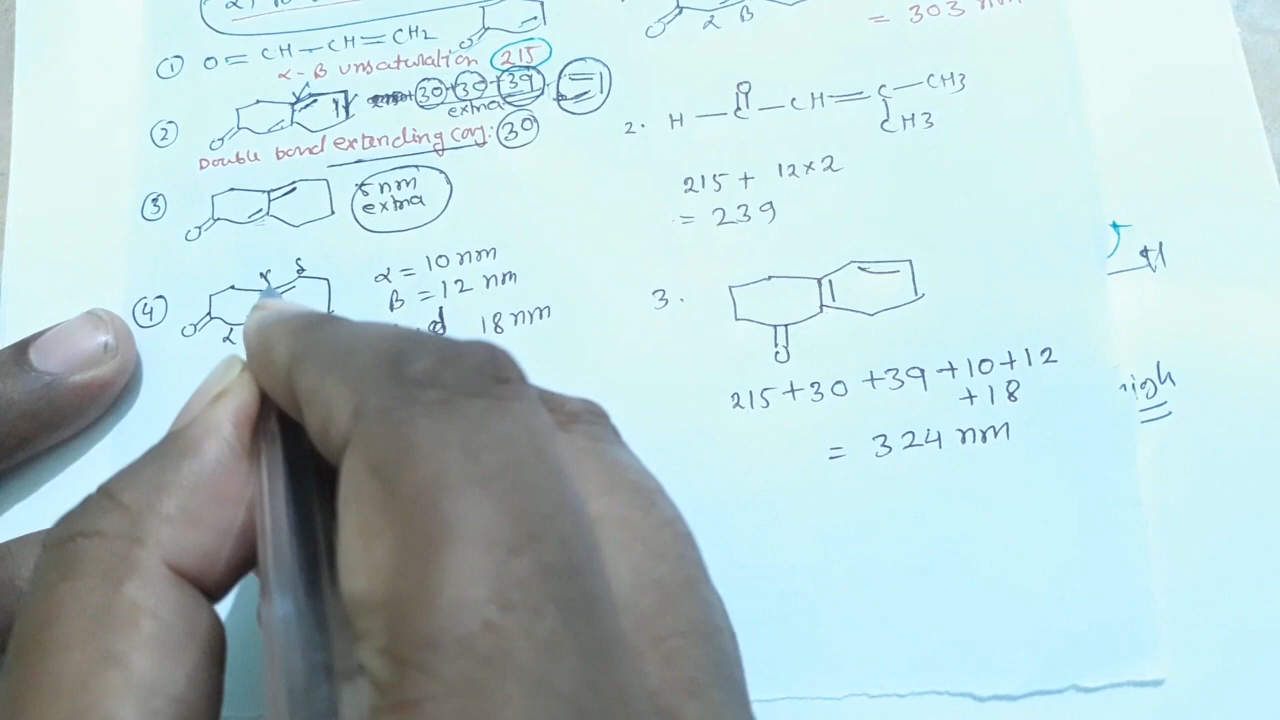 ① O = CH — CH = CH2
α-β unsaturation 215
② 30+30+39
extra
Double bond extending conj: 30
③ 5nm
extra
④ γ δ
α = 10 nm
β = 12 nm
18 nm
O α
O α β
= 303 nm
2. H — C — CH = C — CH3
O
CH3
215 + 12×2
= 239
3.
O
215+30+39+10+12
+18
= 324 nm
high